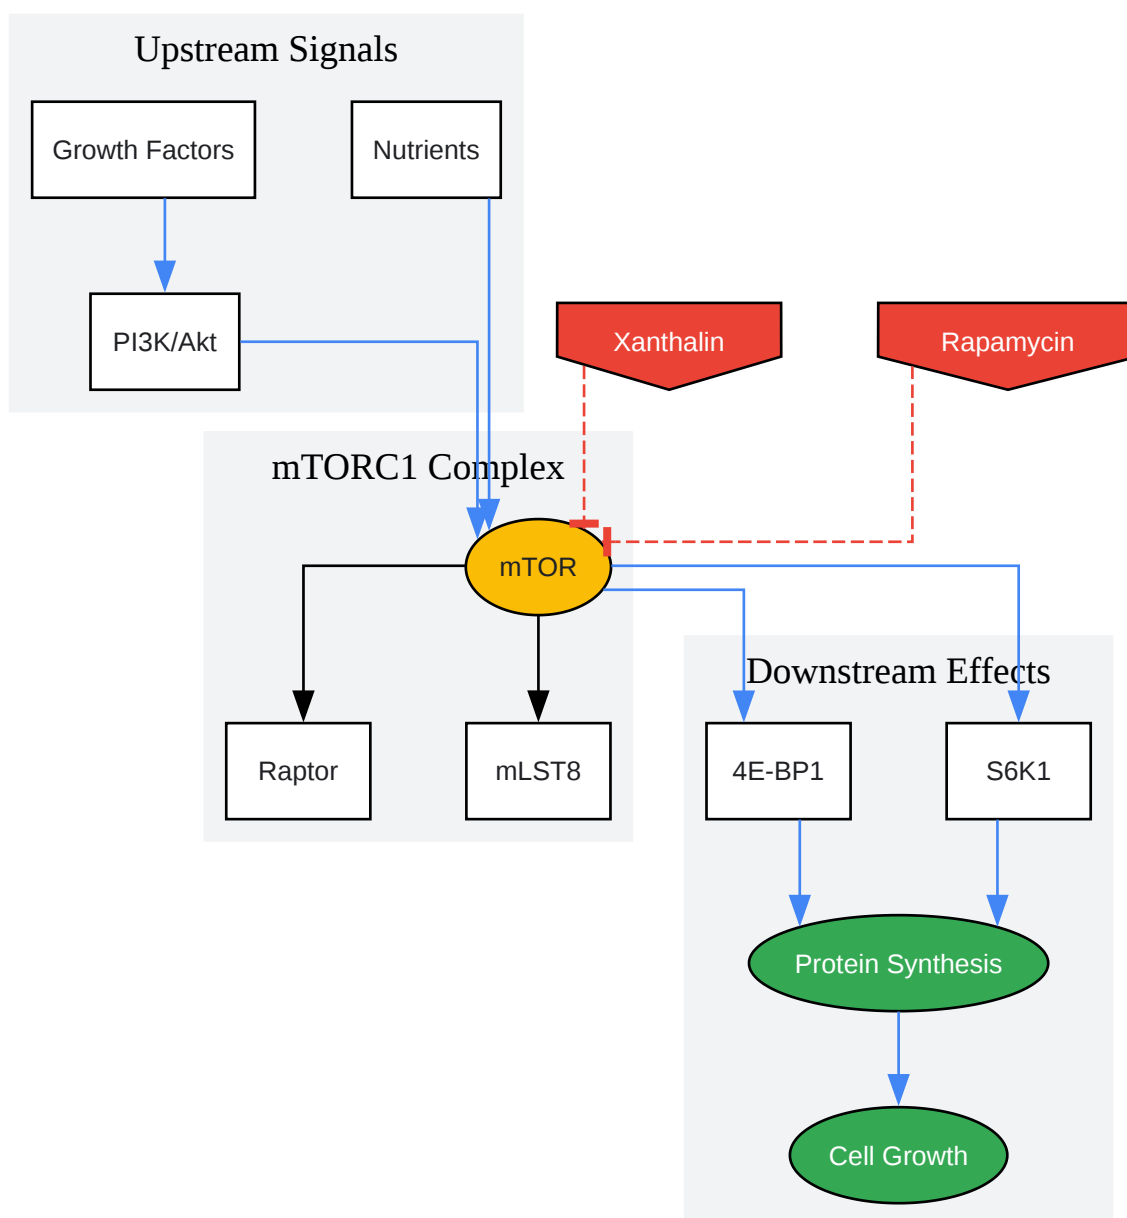 Upstream Signals
Growth Factors
Nutrients
PI3K/Akt
Xanthalin
Rapamycin
mTORC1 Complex
mTOR
Raptor
mLST8
Downstream Effects
4E-BP1
S6K1
Protein Synthesis
Cell Growth